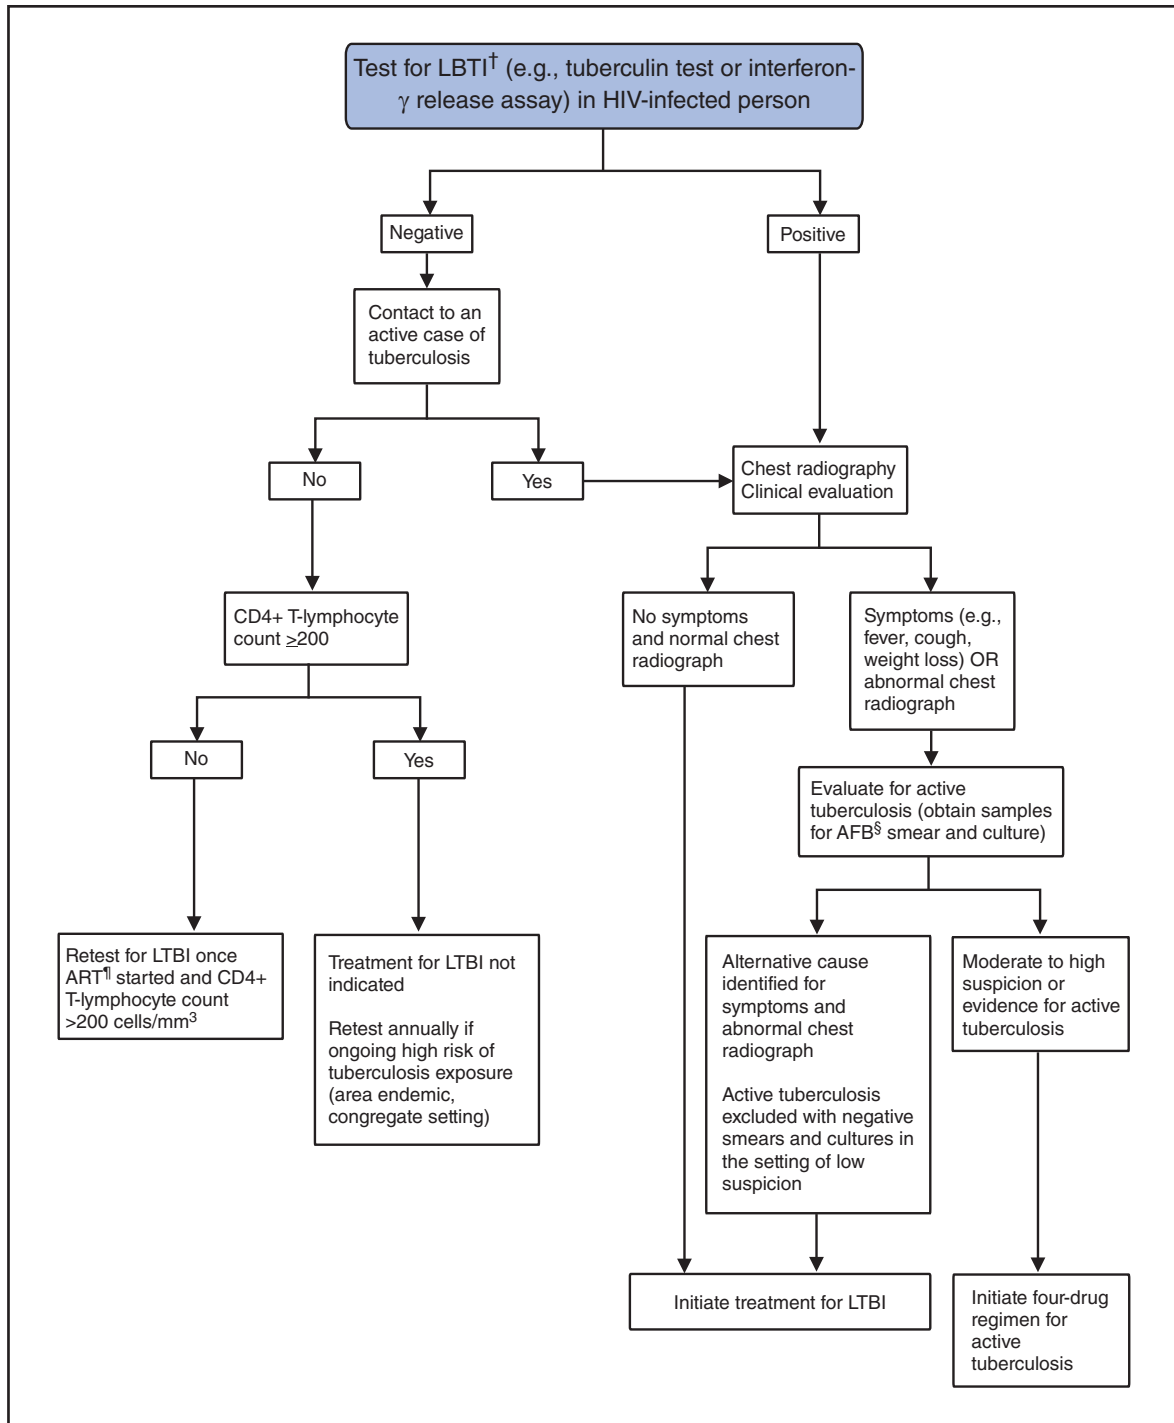 Test for LBTI† (e.g., tuberculin test or interferon-
γ release assay) in HIV-infected person
Negative
Positive
Contact to an
active case of
tuberculosis
No
Yes
Chest radiography
Clinical evaluation
CD4+ T-lymphocyte
count ≥200
No symptoms
and normal chest
radiograph
Symptoms (e.g.,
fever, cough,
weight loss) OR
abnormal chest
radiograph
No
Yes
Evaluate for active
tuberculosis (obtain samples
for AFB§ smear and culture)
Retest for LTBI once
ART¶ started and CD4+
T-lymphocyte count
>200 cells/mm³
Treatment for LTBI not
indicated
Retest annually if
ongoing high risk of
tuberculosis exposure
(area endemic,
congregate setting)
Alternative cause
identified for
symptoms and
abnormal chest
radiograph
Active tuberculosis
excluded with negative
smears and cultures in
the setting of low
suspicion
Moderate to high
suspicion or
evidence for active
tuberculosis
Initiate treatment for LTBI
Initiate four-drug
regimen for
active
tuberculosis